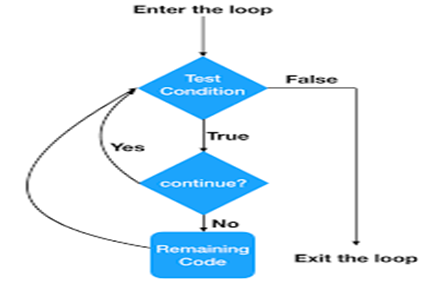 Enter the loop
Test
Condition
False
True
Yes
continue?
No
Remaining
Code
Exit the loop